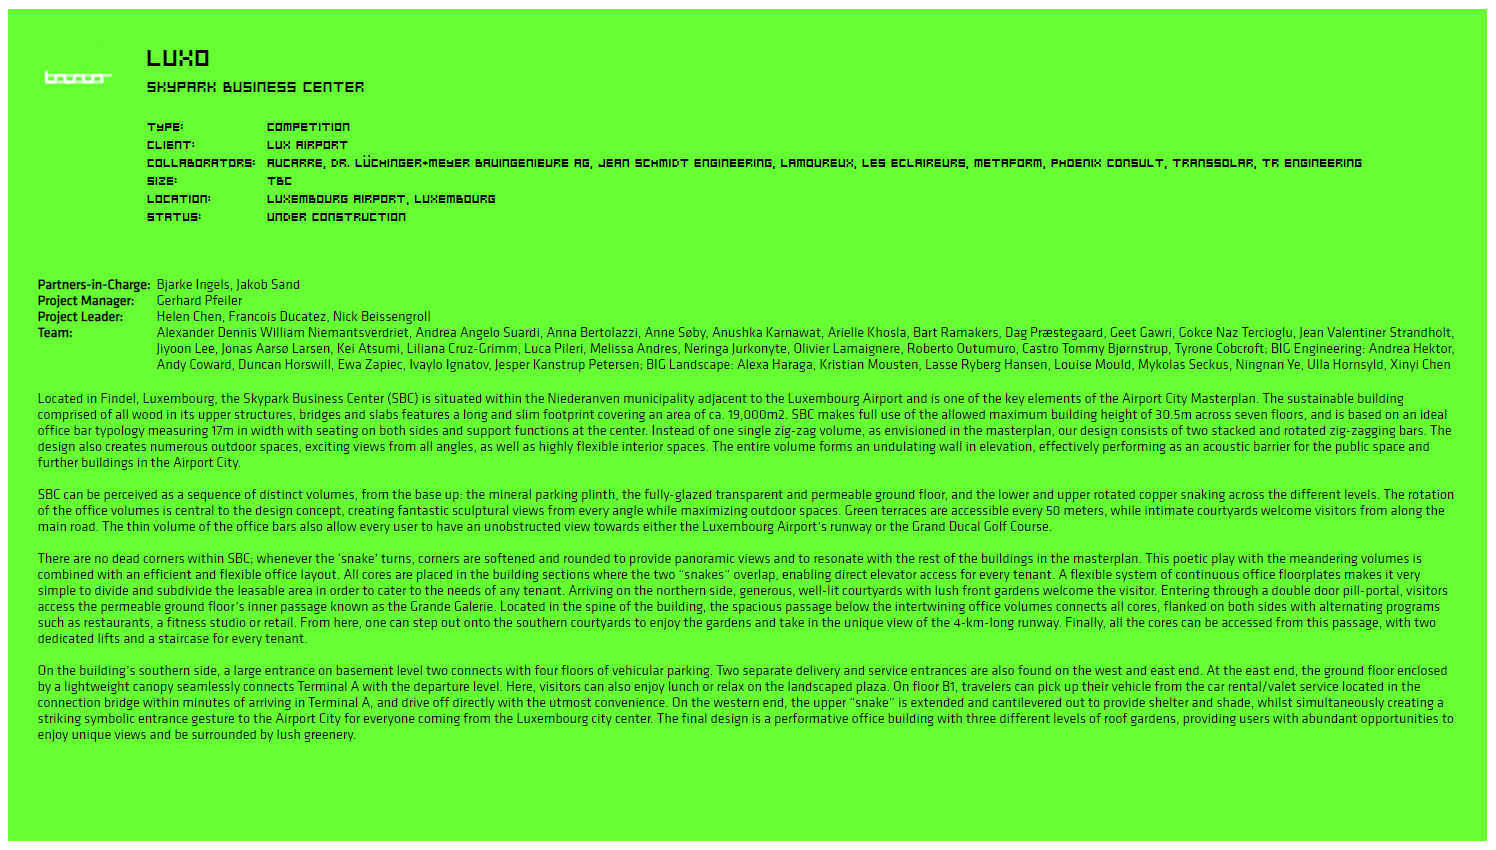 LUXO
SKYPARK BUSINESS CENTER
TYPE: COMPETITION
CLIENT: LUX AIRPORT
COLLABORATORS: AUCARRE, DR. LÜCHINGER+MEYER BAUINGENIEURE AG, JEAN SCHMIDT ENGINEERING, LAMOUREUX, LES ECLAIREURS, METAFORM, PHOENIX CONSULT, TRANSSOLAR, TR ENGINEERING
SIZE: TBC
LOCATION: LUXEMBOURG AIRPORT, LUXEMBOURG
STATUS: UNDER CONSTRUCTION
Partners-in-Charge: Bjarke Ingels, Jakob Sand
Project Manager: Gerhard Pfeiler
Project Leader: Helen Chen, Francois Ducatez, Nick Beissengroll
Team: Alexander Dennis William Niemantsverdriet, Andrea Angelo Suardi, Anna Bertolazzi, Anne Søby, Anushka Karnawat, Arielle Khosla, Bart Ramakers, Dag Præstegaard, Geet Gawri, Gokce Naz Tercioglu, Jean Valentiner Strandholt,
Jiyoon Lee, Jonas Aarsø Larsen, Kei Atsumi, Liliana Cruz-Grimm, Luca Pileri, Melissa Andres, Neringa Jurkonyte, Olivier Lamaignere, Roberto Outumuro, Castro Tommy Bjørnstrup, Tyrone Cobcroft; BIG Engineering: Andrea Hektor,
Andy Coward, Duncan Horswill, Ewa Zapiec, Ivaylo Ignatov, Jesper Kanstrup Petersen; BIG Landscape: Alexa Haraga, Kristian Mousten, Lasse Ryberg Hansen, Louise Mould, Mykolas Seckus, Ningnan Ye, Ulla Hornsyld, Xinyi Chen
Located in Findel, Luxembourg, the Skypark Business Center (SBC) is situated within the Niederanven municipality adjacent to the Luxembourg Airport and is one of the key elements of the Airport City Masterplan. The sustainable building
comprised of all wood in its upper structures, bridges and slabs features a long and slim footprint covering an area of ca. 19,000m2. SBC makes full use of the allowed maximum building height of 30.5m across seven floors, and is based on an ideal
office bar typology measuring 17m in width with seating on both sides and support functions at the center. Instead of one single zig-zag volume, as envisioned in the masterplan, our design consists of two stacked and rotated zig-zagging bars. The
design also creates numerous outdoor spaces, exciting views from all angles, as well as highly flexible interior spaces. The entire volume forms an undulating wall in elevation, effectively performing as an acoustic barrier for the public space and
further buildings in the Airport City.
SBC can be perceived as a sequence of distinct volumes, from the base up: the mineral parking plinth, the fully-glazed transparent and permeable ground floor, and the lower and upper rotated copper snaking across the different levels. The rotation
of the office volumes is central to the design concept, creating fantastic sculptural views from every angle while maximizing outdoor spaces. Green terraces are accessible every 50 meters, while intimate courtyards welcome visitors from along the
main road. The thin volume of the office bars also allow every user to have an unobstructed view towards either the Luxembourg Airport's runway or the Grand Ducal Golf Course.
There are no dead corners within SBC; whenever the ‘snake’ turns, corners are softened and rounded to provide panoramic views and to resonate with the rest of the buildings in the masterplan. This poetic play with the meandering volumes is
combined with an efficient and flexible office layout. All cores are placed in the building sections where the two “snakes” overlap, enabling direct elevator access for every tenant. A flexible system of continuous office floorplates makes it very
simple to divide and subdivide the leasable area in order to cater to the needs of any tenant. Arriving on the northern side, generous, well-lit courtyards with lush front gardens welcome the visitor. Entering through a double door pill-portal, visitors
access the permeable ground floor's inner passage known as the Grande Galerie. Located in the spine of the building, the spacious passage below the intertwining office volumes connects all cores, flanked on both sides with alternating programs
such as restaurants, a fitness studio or retail. From here, one can step out onto the southern courtyards to enjoy the gardens and take in the unique view of the 4-km-long runway. Finally, all the cores can be accessed from this passage, with two
dedicated lifts and a staircase for every tenant.
On the building's southern side, a large entrance on basement level two connects with four floors of vehicular parking. Two separate delivery and service entrances are also found on the west and east end. At the east end, the ground floor enclosed
by a lightweight canopy seamlessly connects Terminal A with the departure level. Here, visitors can also enjoy lunch or relax on the landscaped plaza. On floor B1, travelers can pick up their vehicle from the car rental/valet service located in the
connection bridge within minutes of arriving in Terminal A, and drive off directly with the utmost convenience. On the western end, the upper “snake” is extended and cantilevered out to provide shelter and shade, whilst simultaneously creating a
striking symbolic entrance gesture to the Airport City for everyone coming from the Luxembourg city center. The final design is a performative office building with three different levels of roof gardens, providing users with abundant opportunities to
enjoy unique views and be surrounded by lush greenery.